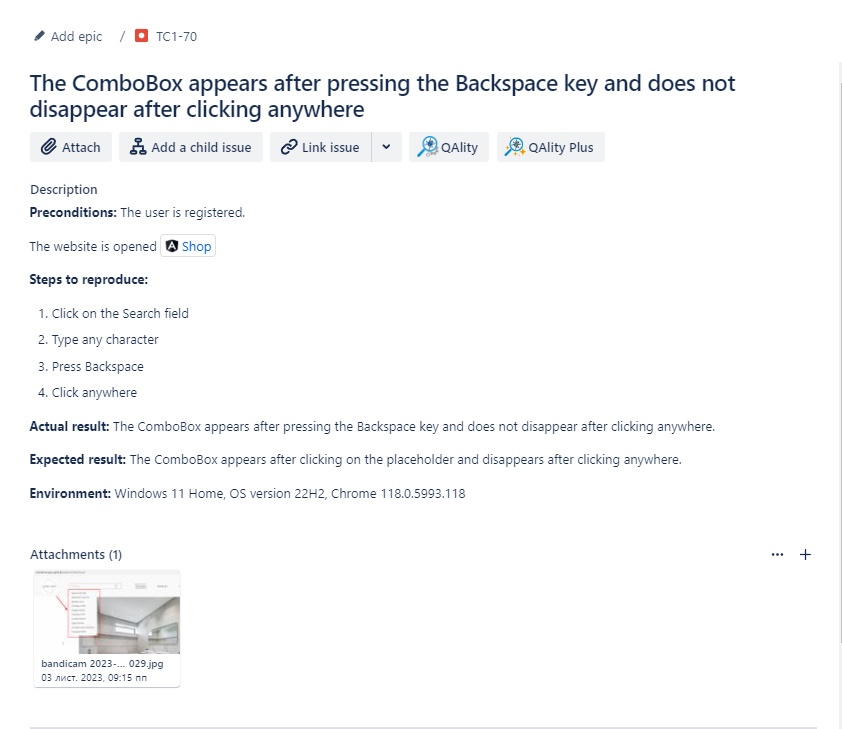 Add epic / TC1-70
The ComboBox appears after pressing the Backspace key and does not
disappear after clicking anywhere
Attach Add a child issue Link issue QAlity QAlity Plus
Description
Preconditions: The user is registered.
The website is opened Shop
Steps to reproduce:
1. Click on the Search field
2. Type any character
3. Press Backspace
4. Click anywhere
Actual result: The ComboBox appears after pressing the Backspace key and does not disappear after clicking anywhere.
Expected result: The ComboBox appears after clicking on the placeholder and disappears after clicking anywhere.
Environment: Windows 11 Home, OS version 22H2, Chrome 118.0.5993.118
Attachments (1)
bandicam 2023-... 029.jpg
03 лист. 2023, 09:15 пп